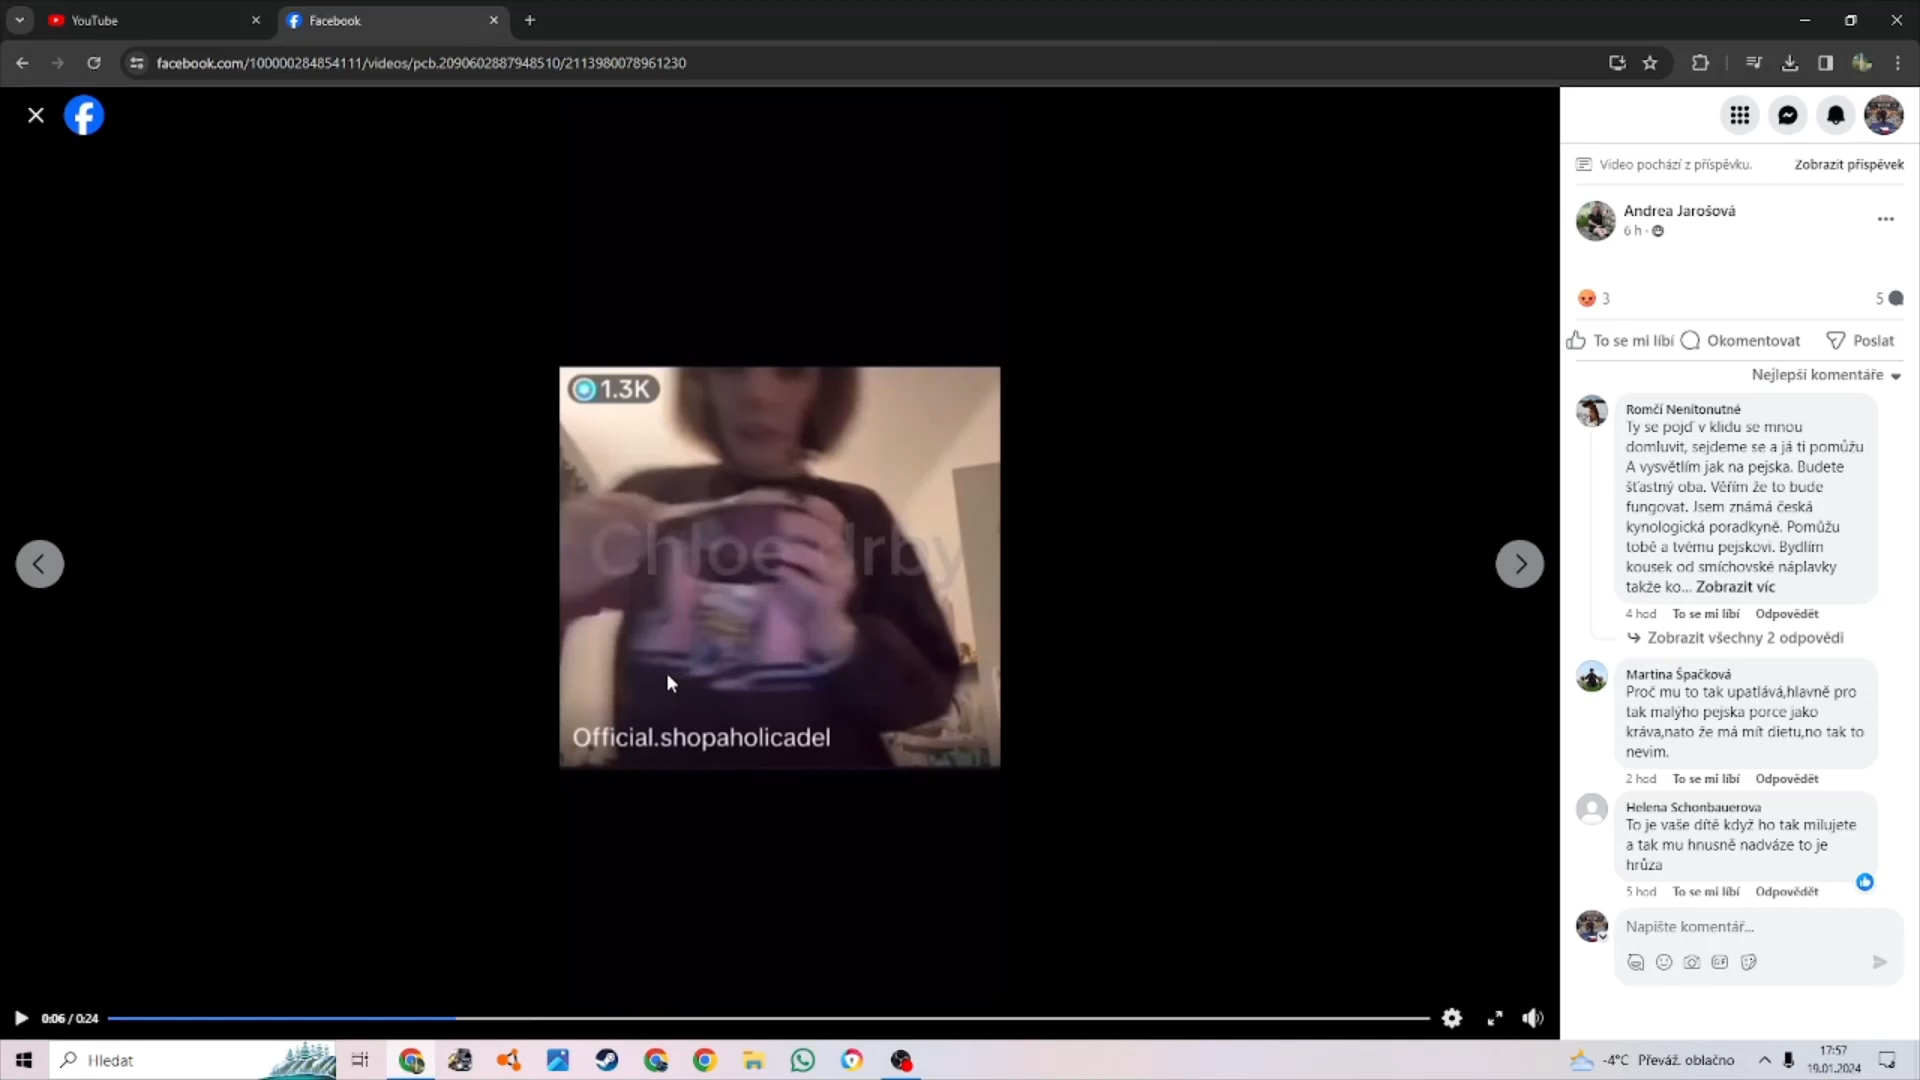 YouTube
Facebook
facebook.com/100000284854111/videos/pcb.2090602887948510/2113980078961230
Video pochází z příspěvku.
Zobrazit příspěvek
Andrea Jarošová
6 h ·
3
5
To se mi líbí
Okomentovat
Poslat
Nejlepší komentáře
Romčí Nenítonutné
Ty se pojď v klidu se mnou
domluvit, sejdeme se a já ti pomůžu
A vysvětlím jak na pejska. Budete
šťastný oba. Věřím že to bude
fungovat. Jsem známá česká
kynologická poradkyně. Pomůžu
tobě a tvému pejskovi. Bydlím
kousek od smíchovské náplavky
takže ko... Zobrazit víc
4 hod To se mi líbí Odpovědět
Zobrazit všechny 2 odpovědi
Martina Špačková
Proč mu to tak upatlává,hlavně pro
tak malýho pejska porce jako
kráva,nato že má mít dietu,no tak to
nevim.
2 hod To se mi líbí Odpovědět
Helena Schonbauerova
To je vaše dítě když ho tak milujete
a tak mu hnusně nadváze to je
hrůza
5 hod To se mi líbí Odpovědět
Napište komentář...
GIF
1.3K
Official.shopaholicadel
0:06 / 0:24
Hledat
-4°C Převáž. oblačno
17:57
19.01.2024